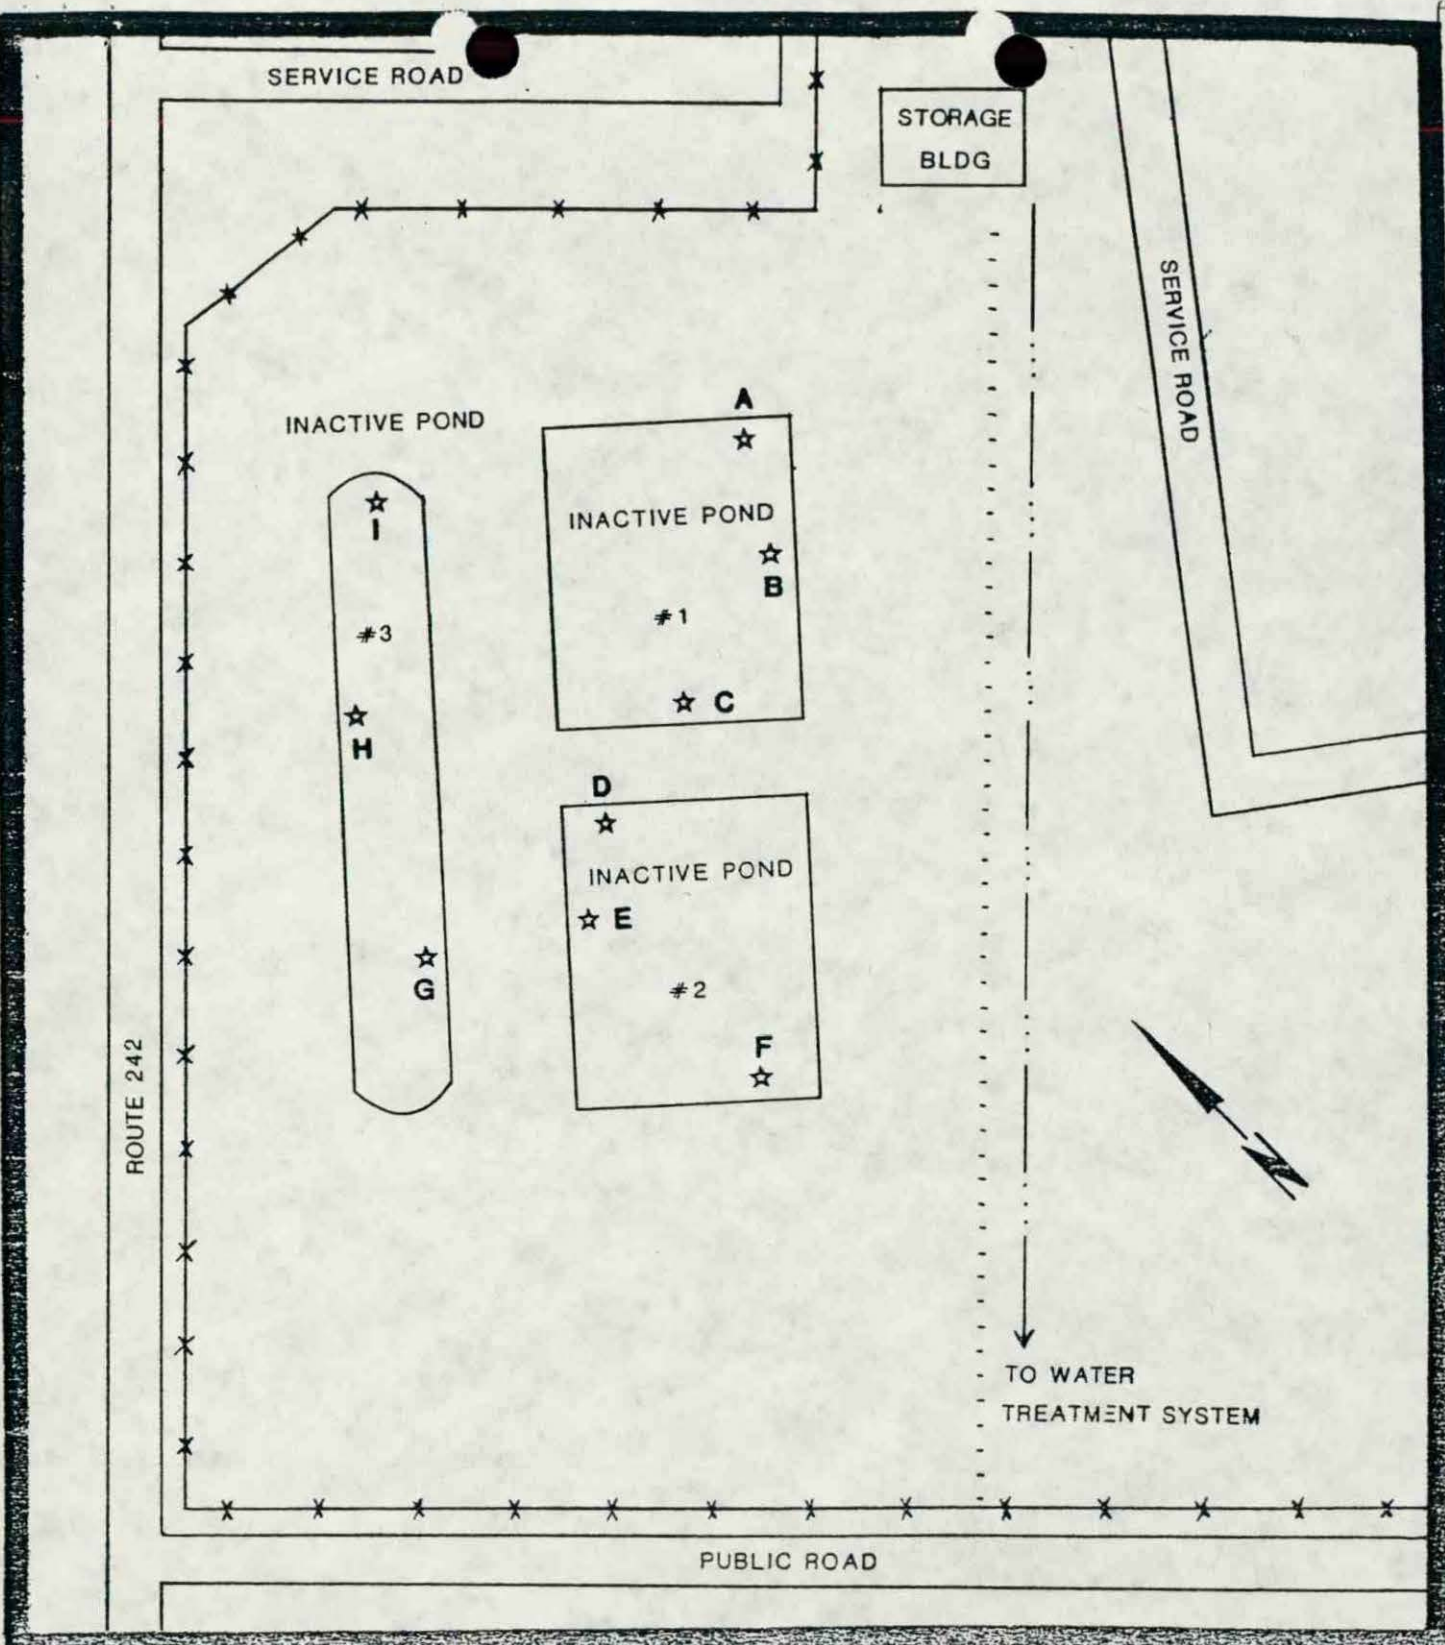 SERVICE ROAD
STORAGE
BLDG
SERVICE ROAD
A
INACTIVE POND
I
INACTIVE POND
B
#1
#3
C
H
D
INACTIVE POND
E
G
#2
F
ROUTE 242
N
TO WATER
TREATMENT SYSTEM
PUBLIC ROAD